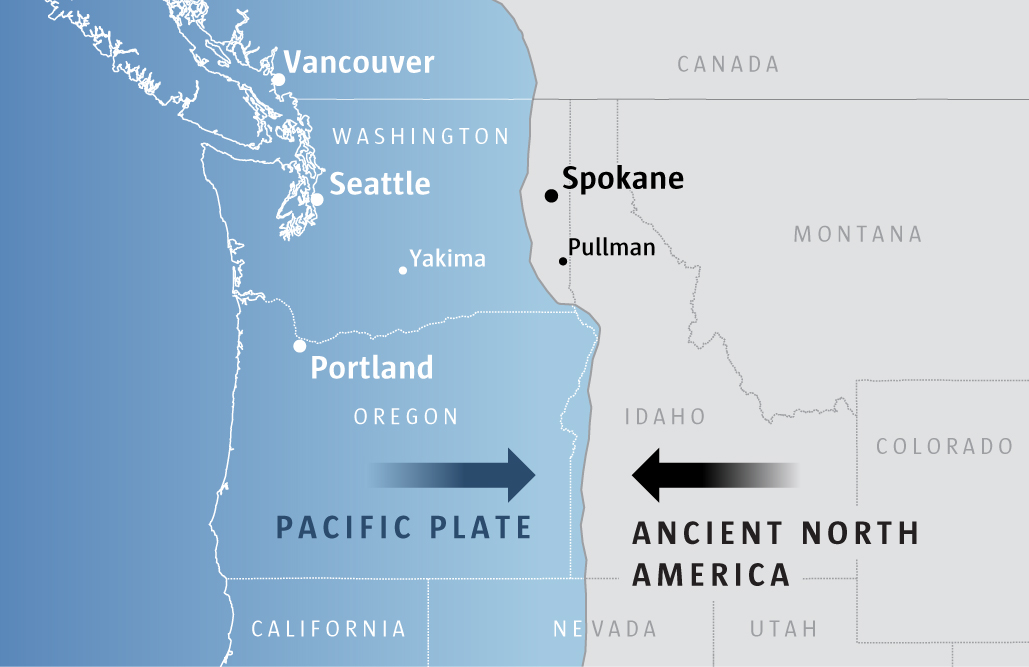 Vancouver
CANADA
WASHINGTON
Spokane
Seattle
MONTANA
Pullman
Yakima
Portland
OREGON
IDAHO
COLORADO
PACIFIC PLATE
ANCIENT NORTH
AMERICA
CALIFORNIA
NEVADA
UTAH